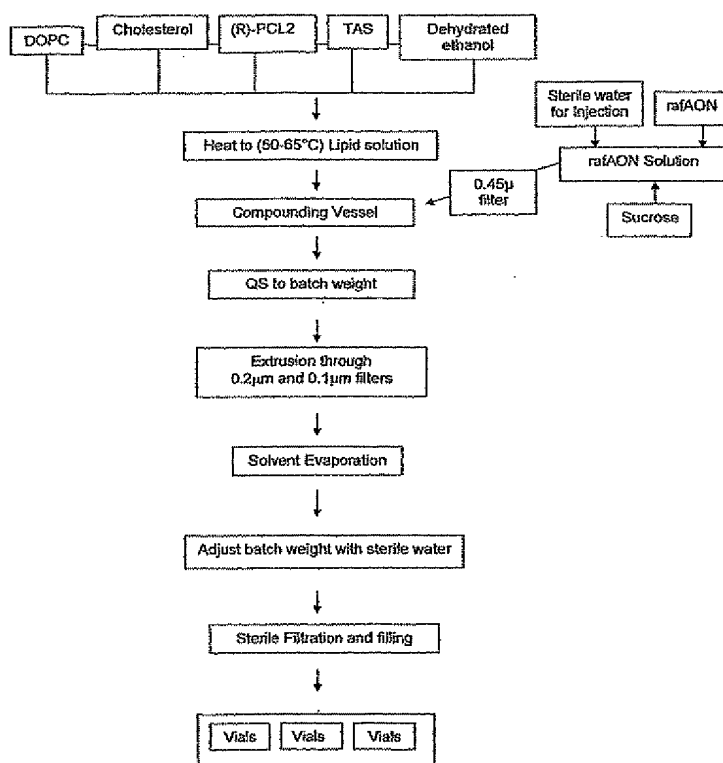 DOPC
Cholesterol
(R)-PCL2
TAS
Dehydrated
ethanol
Sterile water
for Injection
rafAON
Heat to (50-65°C) Lipid solution
0.45µ
filter
rafAON Solution
Compounding Vessel
Sucrose
QS to batch weight
Extrusion through
0.2µm and 0.1µm filters
Solvent Evaporation
Adjust batch weight with sterile water
Sterile Filtration and filling
Vials
Vials
Vials